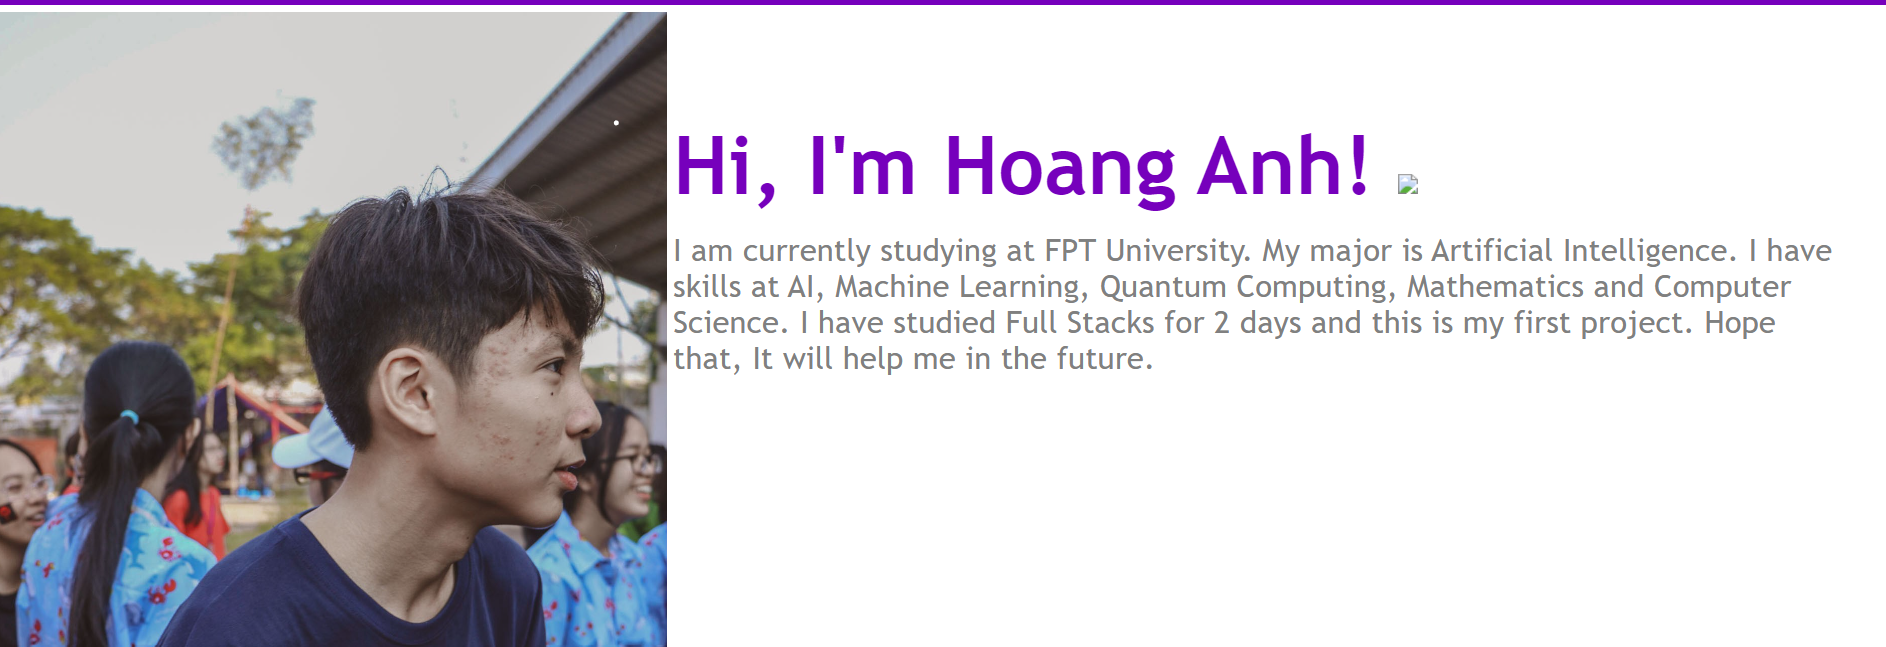 Hi, I'm Hoang Anh!
I am currently studying at FPT University. My major is Artificial Intelligence. I have
skills at AI, Machine Learning, Quantum Computing, Mathematics and Computer
Science. I have studied Full Stacks for 2 days and this is my first project. Hope
that, It will help me in the future.